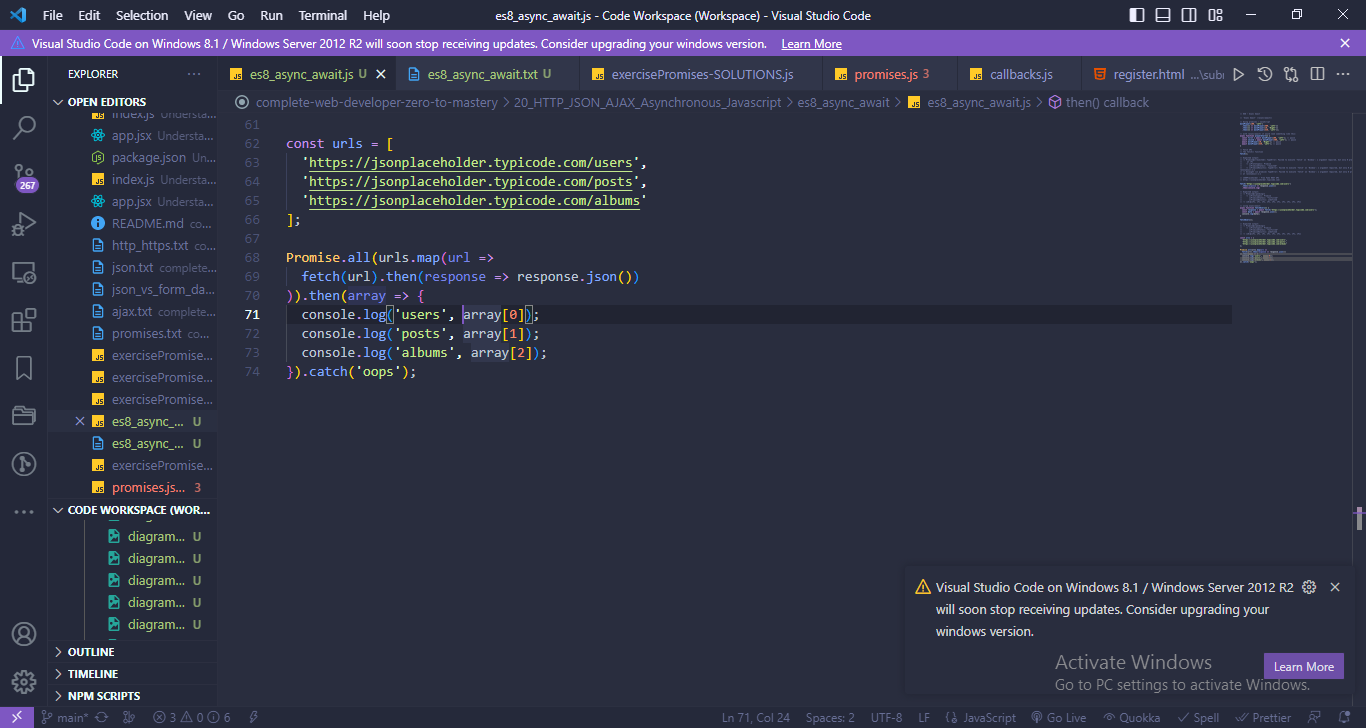 File Edit Selection View Go Run Terminal Help es8_async_await.js - Code Workspace (Workspace) - Visual Studio Code
Visual Studio Code on Windows 8.1 / Windows Server 2012 R2 will soon stop receiving updates. Consider upgrading your windows version. Learn More
EXPLORER
es8_async_await.js U
es8_async_await.txt U
exercisePromises-SOLUTIONS.js
promises.js 3
callbacks.js
register.html ...\subm
complete-web-developer-zero-to-mastery > 20_HTTP_JSON_AJAX_Asynchronous_Javascript > es8_async_await > es8_async_await.js > then() callback
OPEN EDITORS
index.js Understa...
app.jsx Understa...
package.json Un...
index.js Understa...
app.jsx Understa...
README.md co...
http_https.txt co...
json.txt complete...
json_vs_form_da...
ajax.txt complete...
promises.txt co...
exercisePromise...
exercisePromise...
exercisePromise...
es8_async_... U
es8_async_... U
exercisePromise...
promises.js... 3
CODE WORKSPACE (WOR...
diagram... U
diagram... U
diagram... U
diagram... U
diagram... U
OUTLINE
TIMELINE
NPM SCRIPTS
267
61
62 const urls = [
63 'https://jsonplaceholder.typicode.com/users',
64 'https://jsonplaceholder.typicode.com/posts',
65 'https://jsonplaceholder.typicode.com/albums'
66 ];
67
68 Promise.all(urls.map(url =>
69 fetch(url).then(response => response.json())
70 )).then(array => {
71 console.log('users', array[0]);
72 console.log('posts', array[1]);
73 console.log('albums', array[2]);
74 }).catch('oops');
Visual Studio Code on Windows 8.1 / Windows Server 2012 R2
will soon stop receiving updates. Consider upgrading your
windows version.
Learn More
Activate Windows
Go to PC settings to activate Windows.
main* 3 0 6 Ln 71, Col 24 Spaces: 2 UTF-8 LF JavaScript Go Live Quokka Spell Prettier